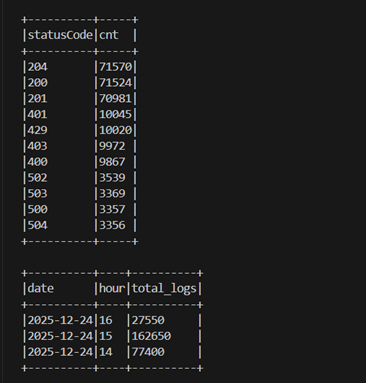 +----------+-----+
|statusCode|cnt  |
+----------+-----+
|204       |71570|
|200       |71524|
|201       |70981|
|401       |10045|
|429       |10020|
|403       |9972 |
|400       |9867 |
|502       |3539 |
|503       |3369 |
|500       |3357 |
|504       |3356 |
+----------+-----+

+----------+----+----------+
|date      |hour|total_logs|
+----------+----+----------+
|2025-12-24|16  |27550     |
|2025-12-24|15  |162650    |
|2025-12-24|14  |77400     |
+----------+----+----------+